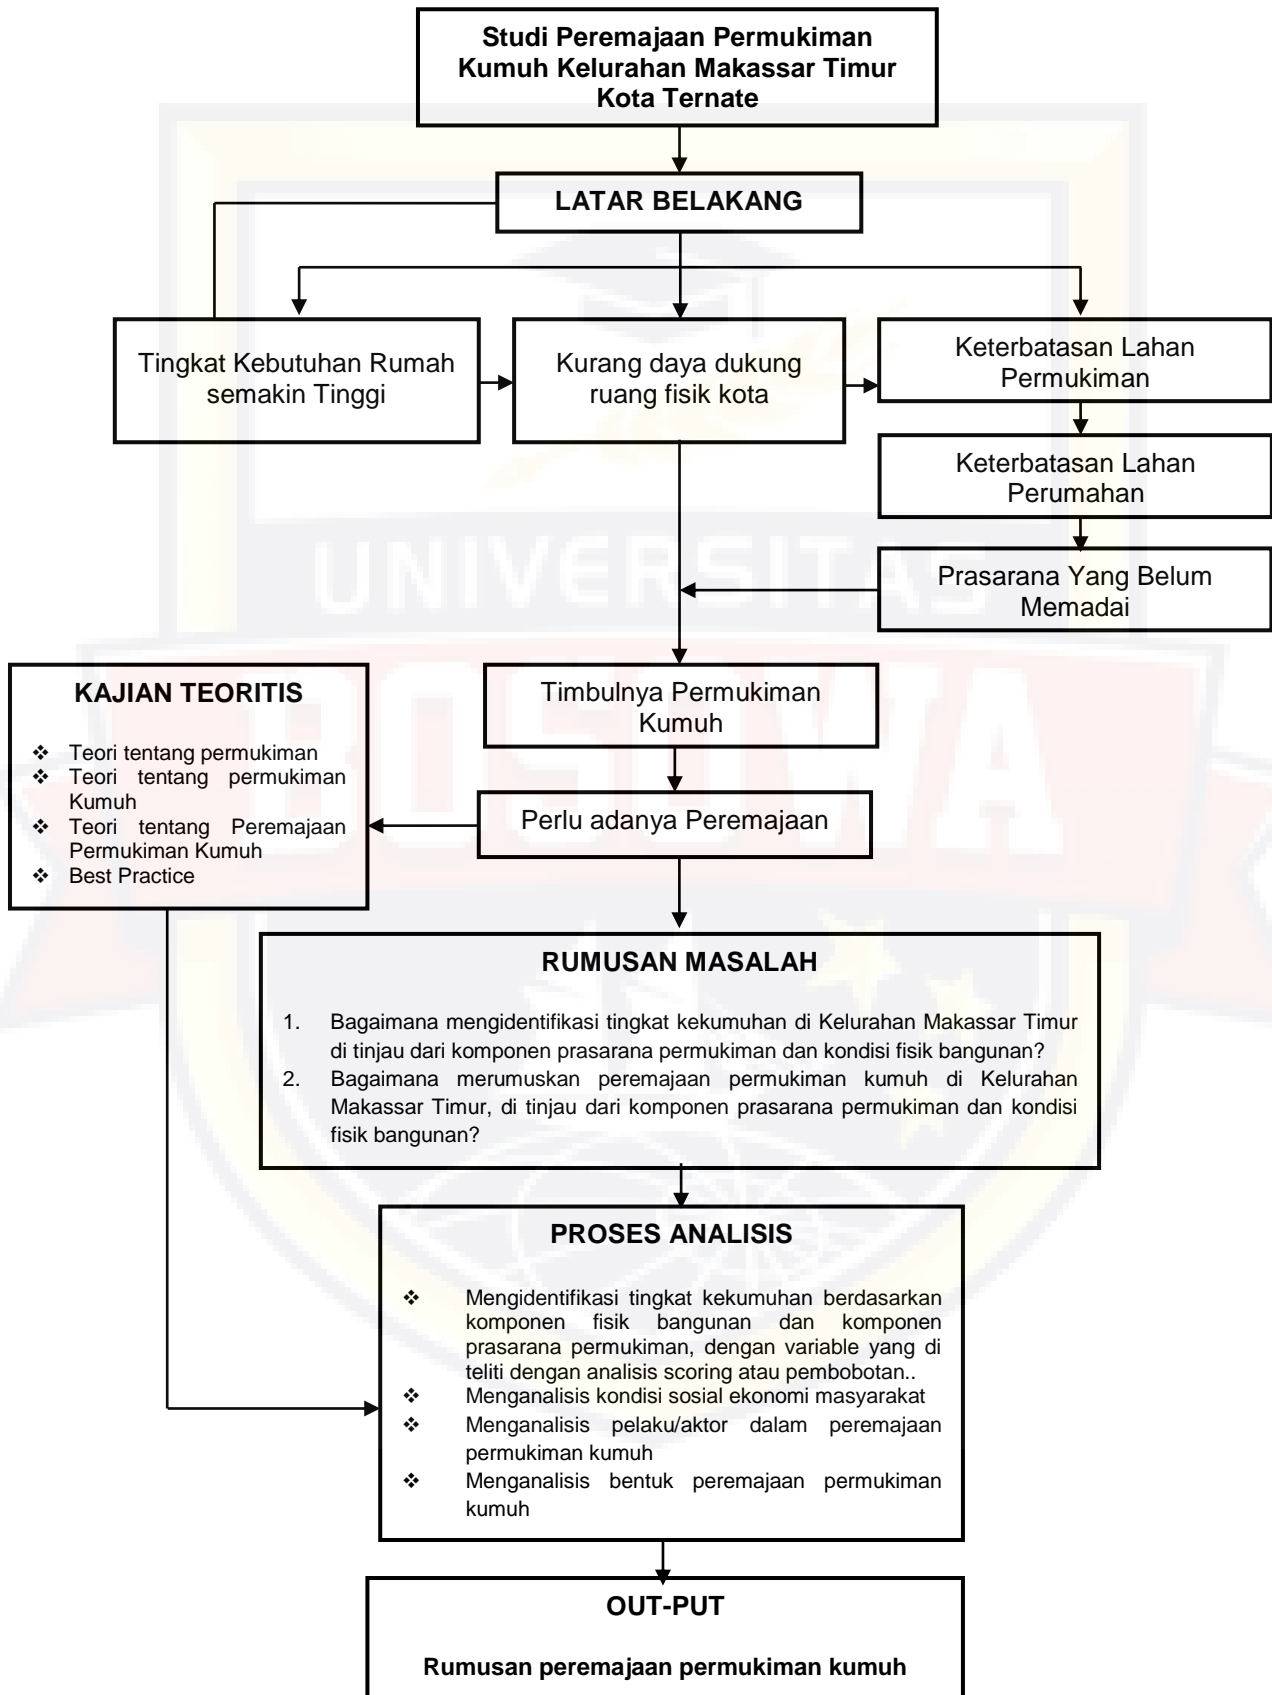 Studi Peremajaan Permukiman
Kumuh Kelurahan Makassar Timur
Kota Ternate
LATAR BELAKANG
Tingkat Kebutuhan Rumah
semakin Tinggi
Kurang daya dukung
ruang fisik kota
Keterbatasan Lahan
Permukiman
Keterbatasan Lahan
Perumahan
Prasarana Yang Belum
Memadai
UNIVERSITAS
BOSOWA
Timbulnya Permukiman
Kumuh
Perlu adanya Peremajaan
KAJIAN TEORITIS
❖ Teori tentang permukiman
❖ Teori tentang permukiman
Kumuh
❖ Teori tentang Peremajaan
Permukiman Kumuh
❖ Best Practice
RUMUSAN MASALAH
1. Bagaimana mengidentifikasi tingkat kekumuhan di Kelurahan Makassar Timur
di tinjau dari komponen prasarana permukiman dan kondisi fisik bangunan?
2. Bagaimana merumuskan peremajaan permukiman kumuh di Kelurahan
Makassar Timur, di tinjau dari komponen prasarana permukiman dan kondisi
fisik bangunan?
PROSES ANALISIS
❖ Mengidentifikasi tingkat kekumuhan berdasarkan
komponen fisik bangunan dan komponen
prasarana permukiman, dengan variable yang di
teliti dengan analisis scoring atau pembobotan..
❖ Menganalisis kondisi sosial ekonomi masyarakat
❖ Menganalisis pelaku/aktor dalam peremajaan
permukiman kumuh
❖ Menganalisis bentuk peremajaan permukiman
kumuh
OUT-PUT
Rumusan peremajaan permukiman kumuh